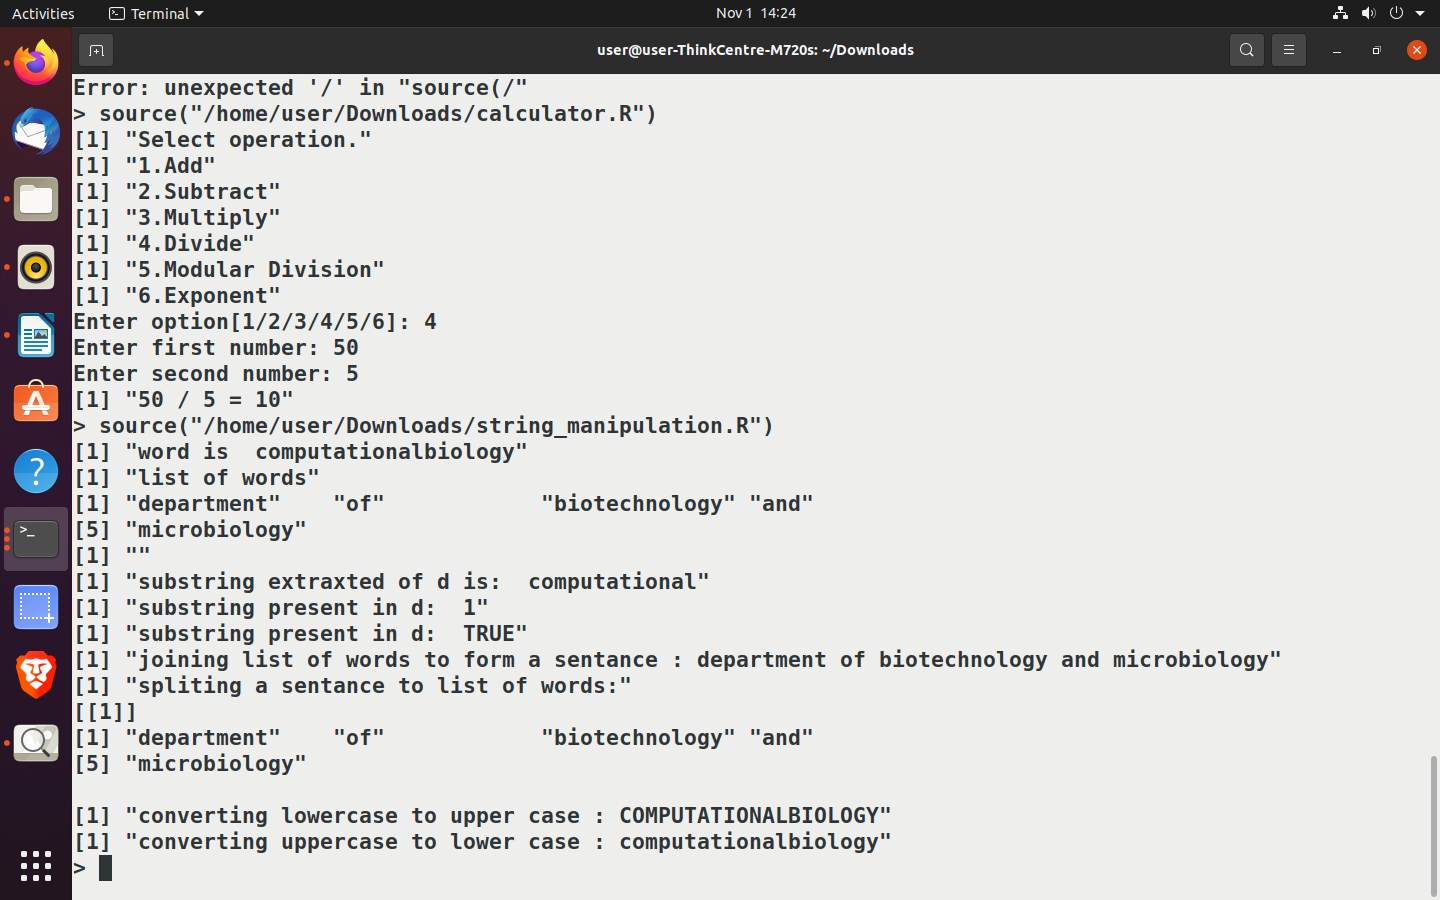 Activities
Terminal
Nov 1 14:24
user@user-ThinkCentre-M720s: ~/Downloads
Error: unexpected '/' in "source(/"
> source("/home/user/Downloads/calculator.R")
[1] "Select operation."
[1] "1.Add"
[1] "2.Subtract"
[1] "3.Multiply"
[1] "4.Divide"
[1] "5.Modular Division"
[1] "6.Exponent"
Enter option[1/2/3/4/5/6]: 4
Enter first number: 50
Enter second number: 5
[1] "50 / 5 = 10"
> source("/home/user/Downloads/string_manipulation.R")
[1] "word is  computationalbiology"
[1] "list of words"
[1] "department"    "of"            "biotechnology" "and"
[5] "microbiology"
[1] ""
[1] "substring extraxted of d is:  computational"
[1] "substring present in d:  1"
[1] "substring present in d:  TRUE"
[1] "joining list of words to form a sentance : department of biotechnology and microbiology"
[1] "spliting a sentance to list of words:"
[[1]]
[1] "department"    "of"            "biotechnology" "and"
[5] "microbiology"
[1] "converting lowercase to upper case : COMPUTATIONALBIOLOGY"
[1] "converting uppercase to lower case : computationalbiology"
>